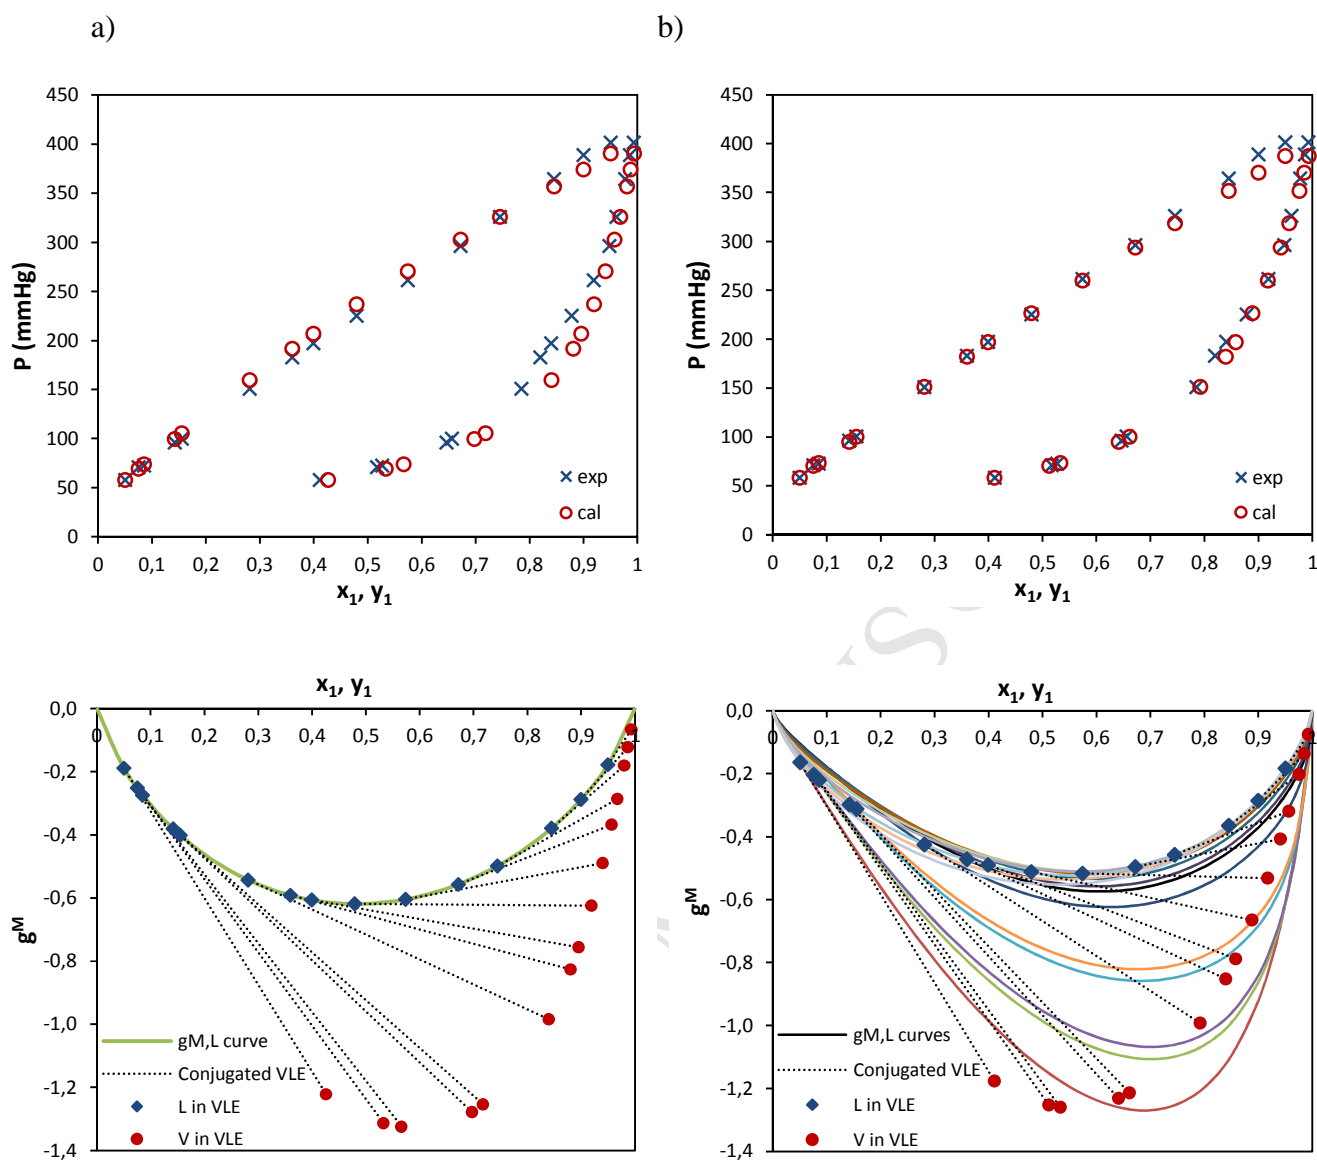 a)
b)
450
400
350
300
250
200
150
100
50
0
P (mmHg)
0 0,1 0,2 0,3 0,4 0,5 0,6 0,7 0,8 0,9 1
x₁, y₁
exp
cal
450
400
350
300
250
200
150
100
50
0
P (mmHg)
0 0,1 0,2 0,3 0,4 0,5 0,6 0,7 0,8 0,9 1
x₁, y₁
exp
cal
x₁, y₁
0 0,1 0,2 0,3 0,4 0,5 0,6 0,7 0,8 0,9 1
0,0
-0,2
-0,4
-0,6
-0,8
-1,0
-1,2
-1,4
gᴹ
gM,L curve
Conjugated VLE
L in VLE
V in VLE
x₁, y₁
0 0,1 0,2 0,3 0,4 0,5 0,6 0,7 0,8 0,9 1
0,0
-0,2
-0,4
-0,6
-0,8
-1,0
-1,2
-1,4
gᴹ
gM,L curves
Conjugated VLE
L in VLE
V in VLE